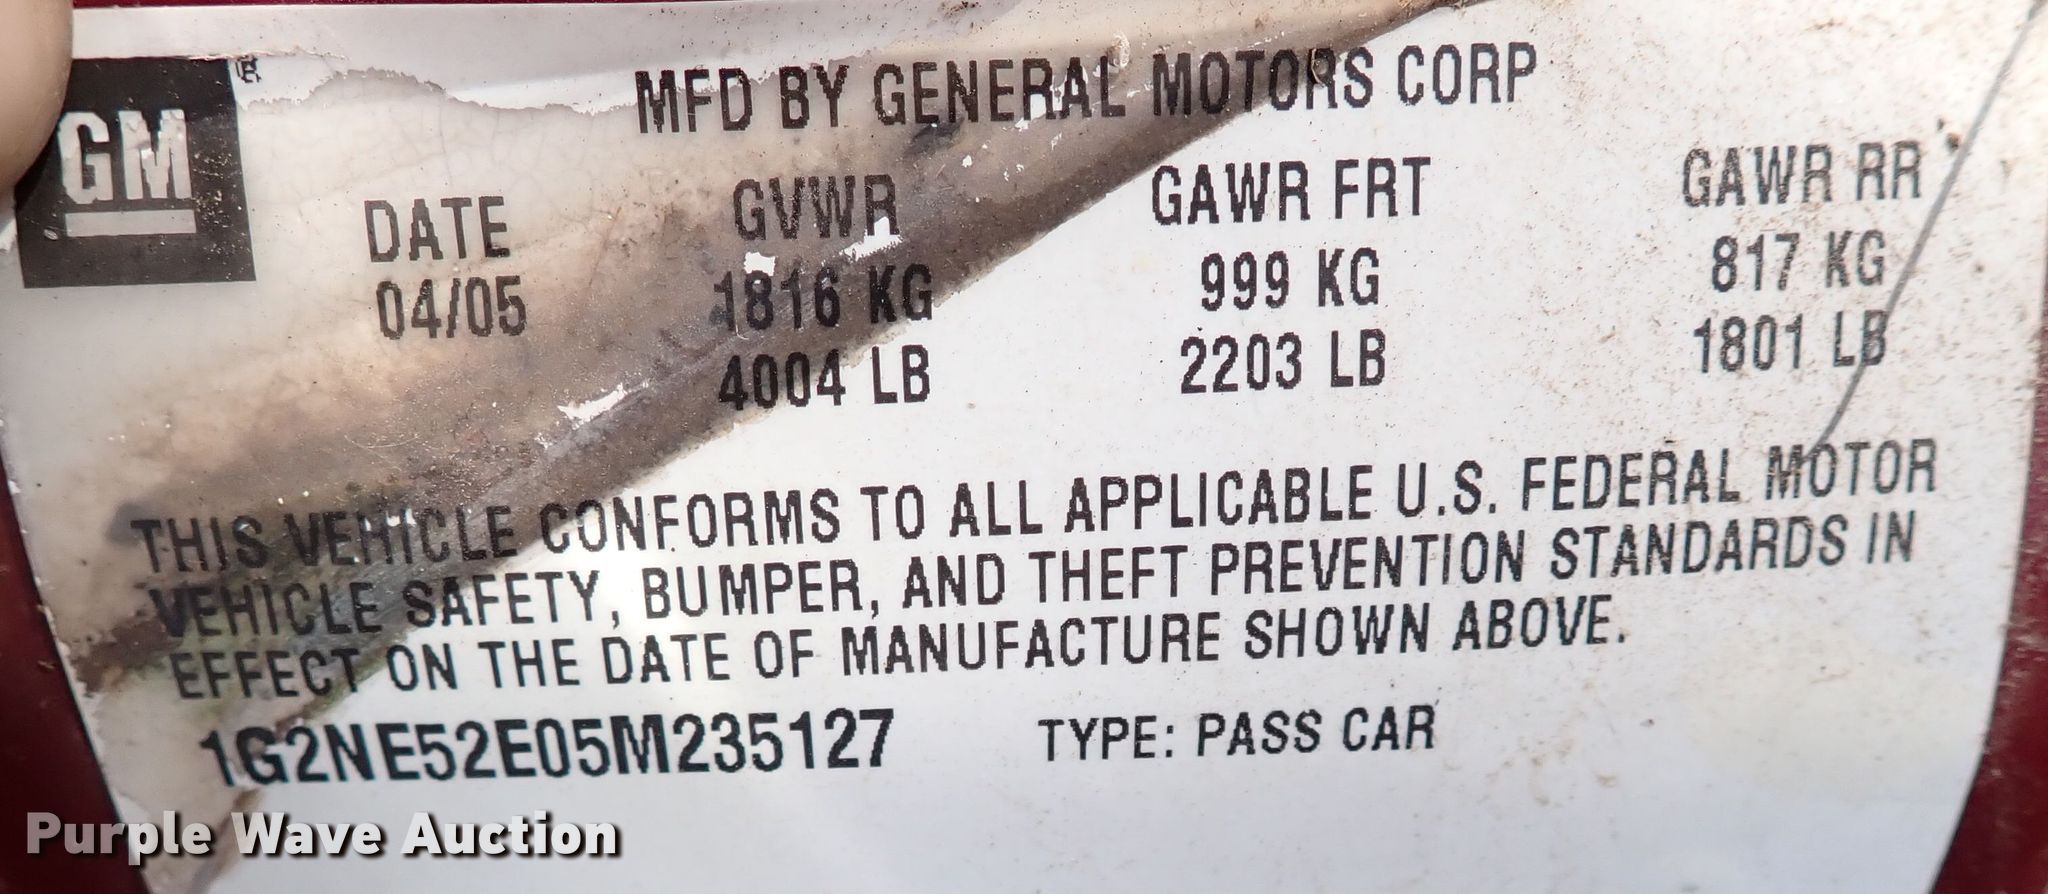 GM ®
MFD BY GENERAL MOTORS CORP
DATE GVWR GAWR FRT GAWR RR
04/05 1816 KG 999 KG 817 KG
4004 LB 2203 LB 1801 LB
THIS VEHICLE CONFORMS TO ALL APPLICABLE U.S. FEDERAL MOTOR
VEHICLE SAFETY, BUMPER, AND THEFT PREVENTION STANDARDS IN
EFFECT ON THE DATE OF MANUFACTURE SHOWN ABOVE.
1G2NE52E05M235127 TYPE: PASS CAR
Purple Wave Auction